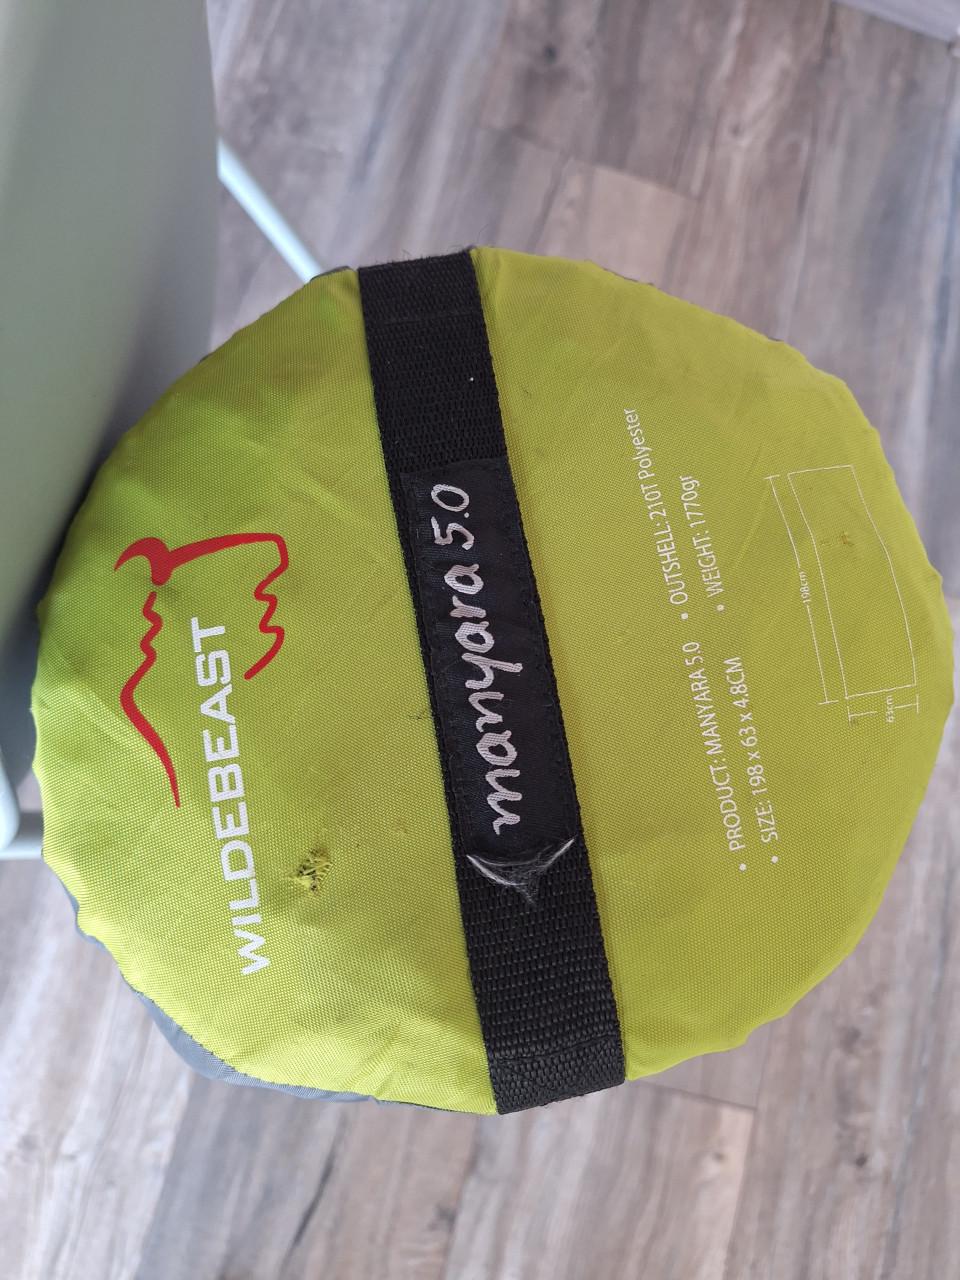 WILDEBEAST
manyara 5.0
• PRODUCT: MANYARA 5.0
• OUTSHELL: 210T Polyester
• SIZE: 198 x 63 x 4.8CM
• WEIGHT: 1770gr
198cm
63cm